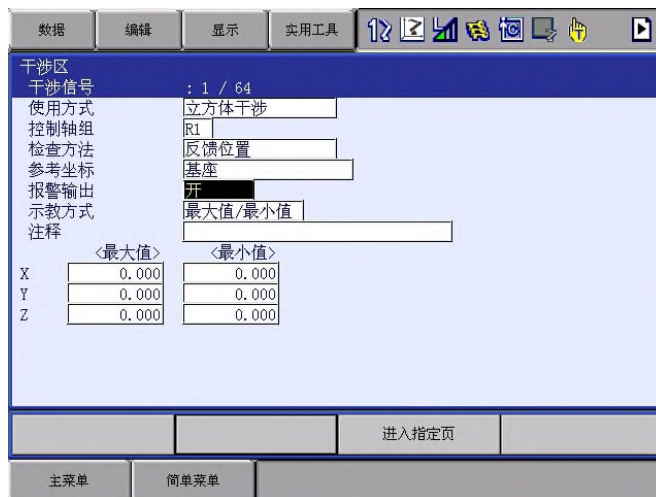 数据 编辑 显示 实用工具
干涉区
干涉信号 : 1 / 64
使用方式 立方体干涉
控制轴组 R1
检查方法 反馈位置
参考坐标 基座
报警输出 开
示教方式 最大值/最小值
注释
<最大值> <最小值>
X 0.000 0.000
Y 0.000 0.000
Z 0.000 0.000
进入指定页
主菜单 简单菜单